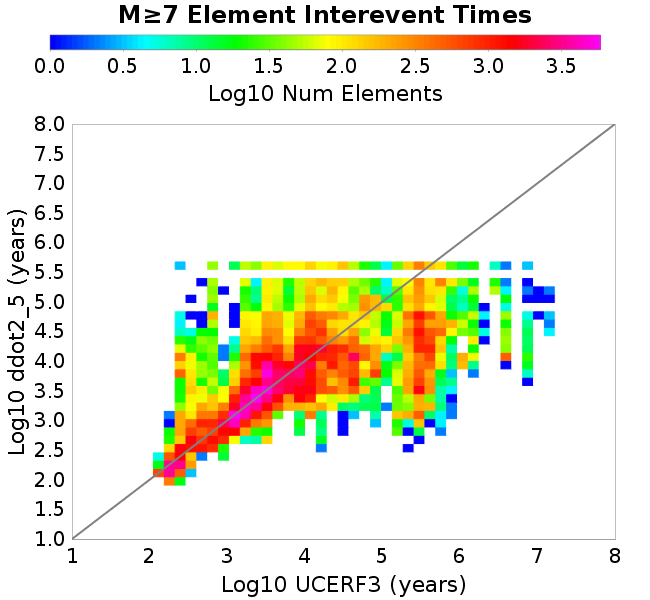 M≥7 Element Interevent Times
0.0 0.5 1.0 1.5 2.0 2.5 3.0 3.5
Log10 Num Elements
8.0
7.5
7.0
6.5
6.0
5.5
5.0
4.5
4.0
3.5
3.0
2.5
2.0
1.5
1.0
Log10 ddot2_5 (years)
1 2 3 4 5 6 7 8
Log10 UCERF3 (years)